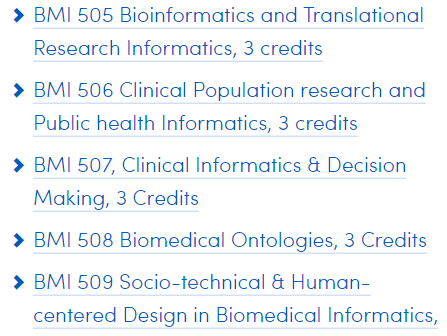 BMI 505 Bioinformatics and Translational
Research Informatics, 3 credits
BMI 506 Clinical Population research and
Public health Informatics, 3 credits
BMI 507, Clinical Informatics & Decision
Making, 3 Credits
BMI 508 Biomedical Ontologies, 3 Credits
BMI 509 Socio-technical & Human-
centered Design in Biomedical Informatics,